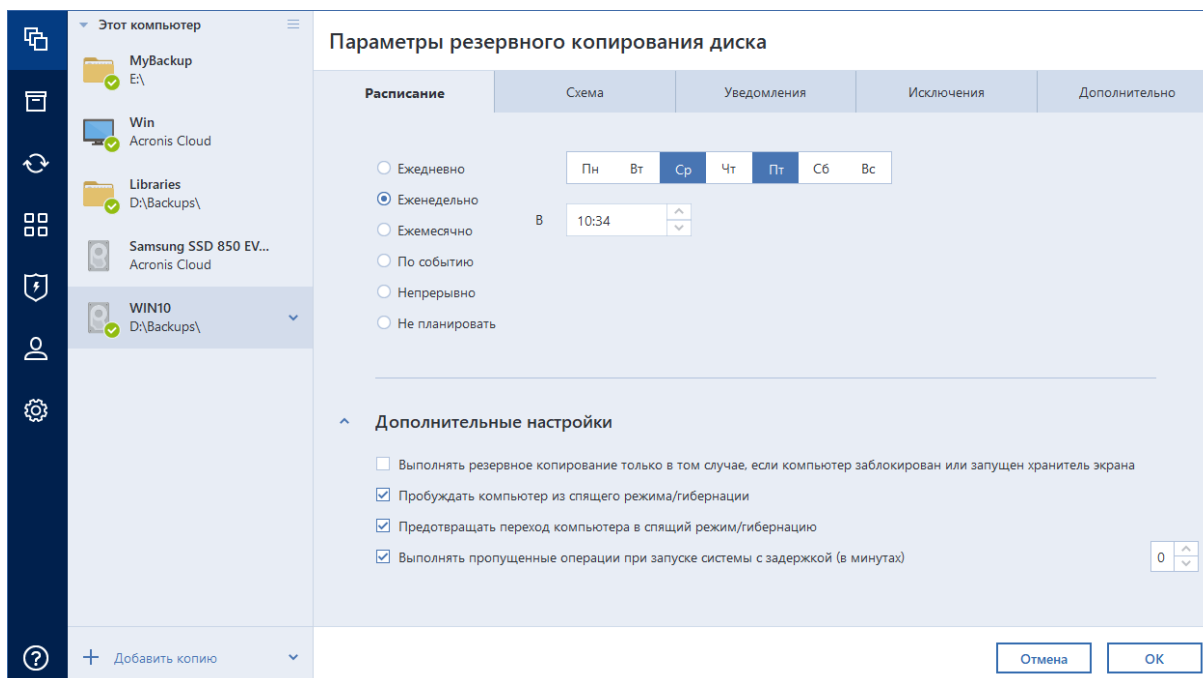 Этот компьютер
MyBackup
E:\
Win
Acronis Cloud
Libraries
D:\Backups\
Samsung SSD 850 EV...
Acronis Cloud
WIN10
D:\Backups\
Добавить копию
Параметры резервного копирования диска
Расписание Схема Уведомления Исключения Дополнительно
Ежедневно
Еженедельно
Ежемесячно
По событию
Непрерывно
Не планировать
Пн Вт Ср Чт Пт Сб Вс
В 10:34
Дополнительные настройки
Выполнять резервное копирование только в том случае, если компьютер заблокирован или запущен хранитель экрана
Пробуждать компьютер из спящего режима/гибернации
Предотвращать переход компьютера в спящий режим/гибернацию
Выполнять пропущенные операции при запуске системы с задержкой (в минутах) 0
Отмена ОК